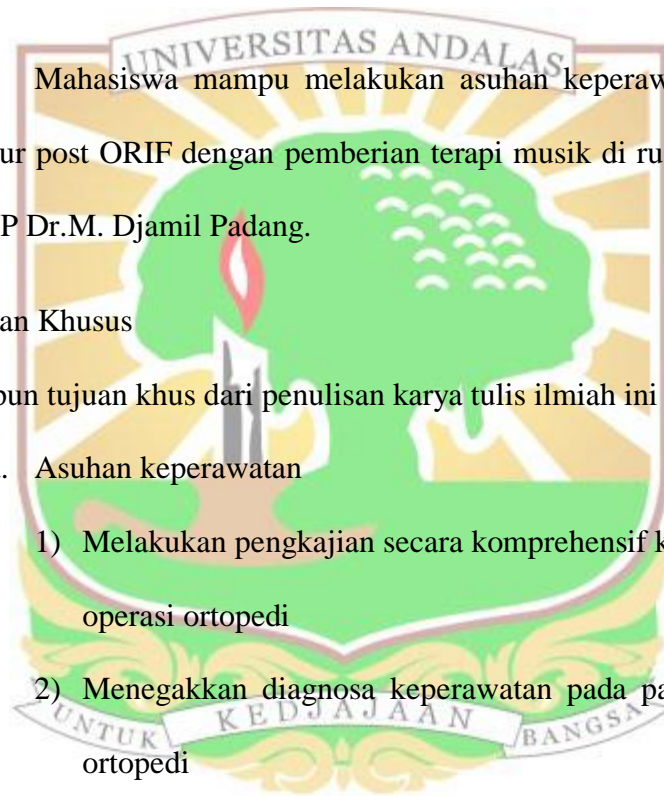 UNIVERSITAS ANDALAS
Mahasiswa mampu melakukan asuhan keperaw
ur post ORIF dengan pemberian terapi musik di ru
P Dr.M. Djamil Padang.
an Khusus
pun tujuan khus dari penulisan karya tulis ilmiah ini
. Asuhan keperawatan
1) Melakukan pengkajian secara komprehensif k
operasi ortopedi
2) Menegakkan diagnosa keperawatan pada pa
UNTUK KEDJAJAAN BANGSA
ortopedi